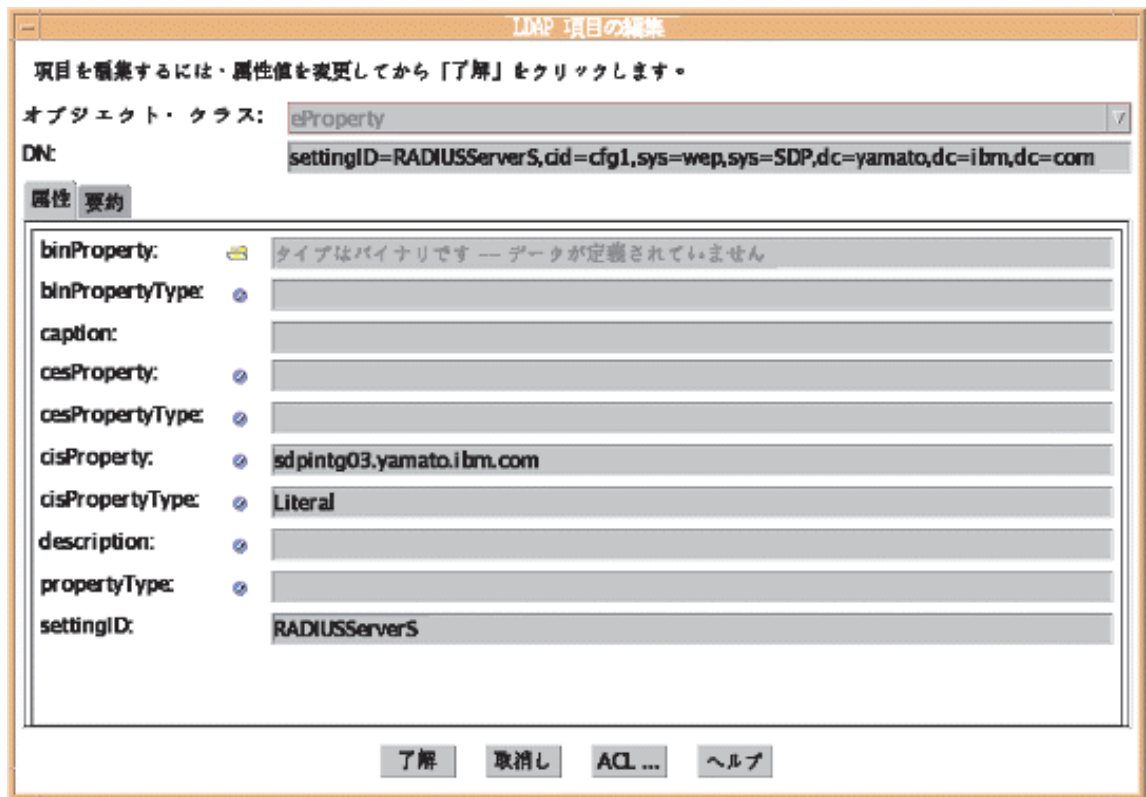 LDAP 項目の編集
項目を編集するには・属性値を変更してから「了解」をクリックします。
オブジェクト・クラス: eProperty
DN: settingID=RADIUSServerS,cid=cfg1,sys=wep,sys=SDP,dc=yamato,dc=ibm,dc=com
属性 要約
binProperty: タイプはバイナリです -- データが定義されていません
binPropertyType:
caption:
cesProperty:
cesPropertyType:
cisProperty: sdpintg03.yamato.ibm.com
cisPropertyType: Literal
description:
propertyType:
settingID: RADIUSServerS
了解 取消し ACL ... ヘルプ